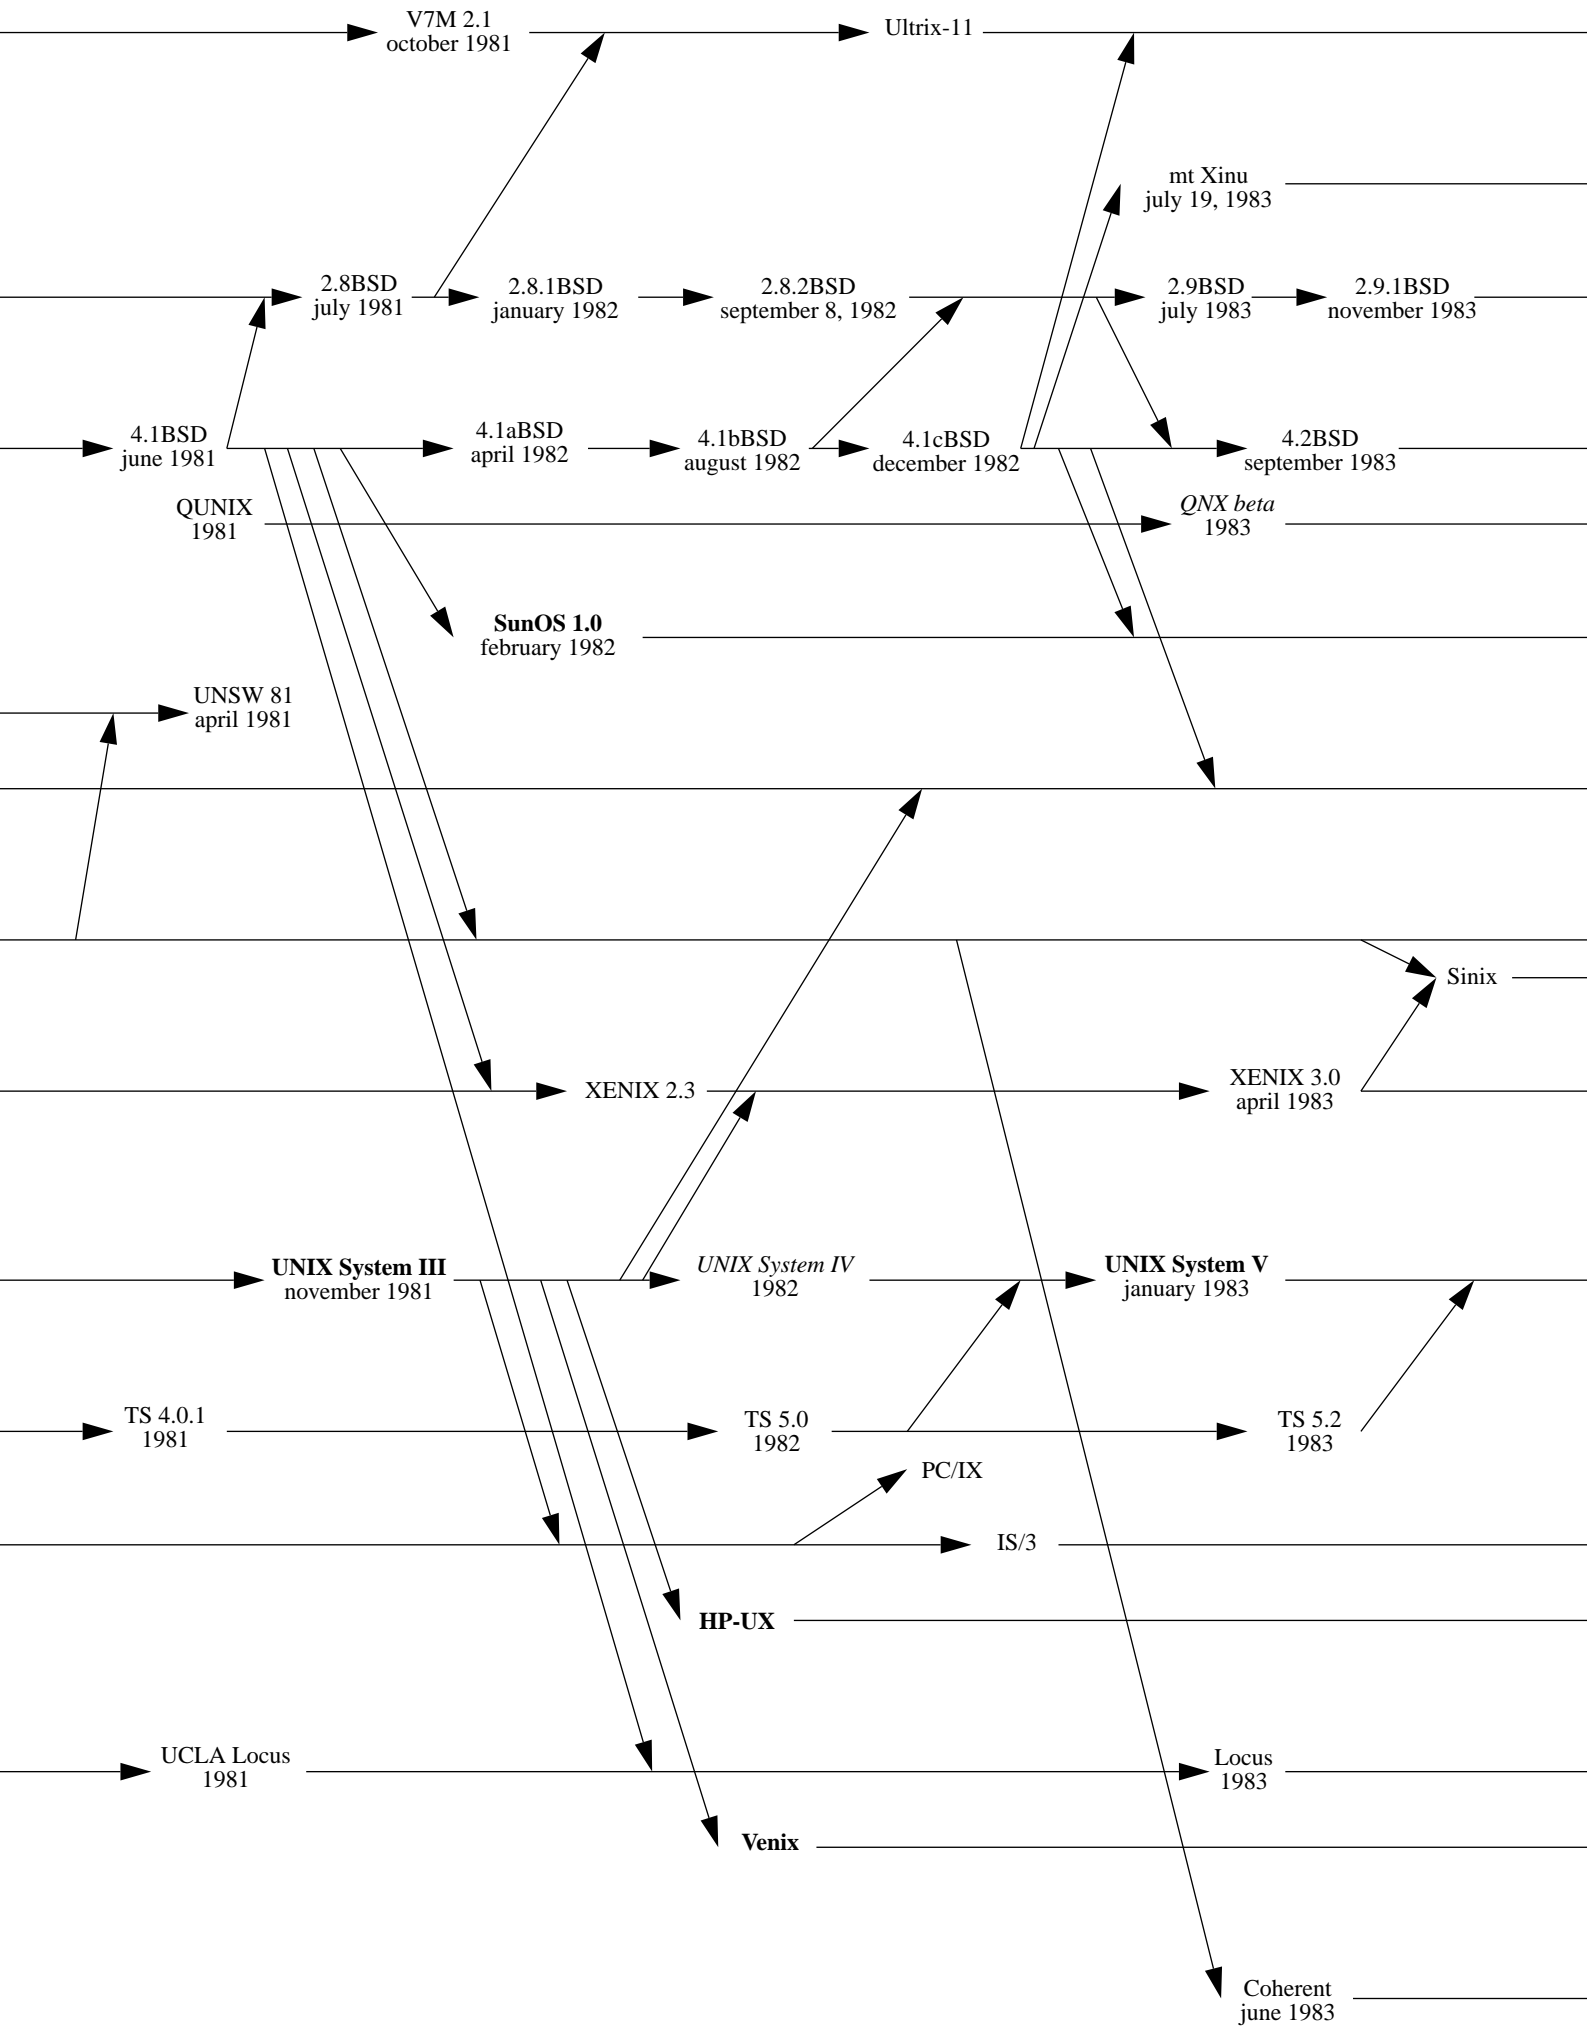 V7M 2.1
october 1981
Ultrix-11
mt Xinu
july 19, 1983
2.8BSD
july 1981
2.8.1BSD
january 1982
2.8.2BSD
september 8, 1982
2.9BSD
july 1983
2.9.1BSD
november 1983
4.1BSD
june 1981
4.1aBSD
april 1982
4.1bBSD
august 1982
4.1cBSD
december 1982
4.2BSD
september 1983
QUNIX
1981
QNX beta
1983
SunOS 1.0
february 1982
UNSW 81
april 1981
Sinix
XENIX 2.3
XENIX 3.0
april 1983
UNIX System III
november 1981
UNIX System IV
1982
UNIX System V
january 1983
TS 4.0.1
1981
TS 5.0
1982
TS 5.2
1983
PC/IX
IS/3
HP-UX
UCLA Locus
1981
Locus
1983
Venix
Coherent
june 1983